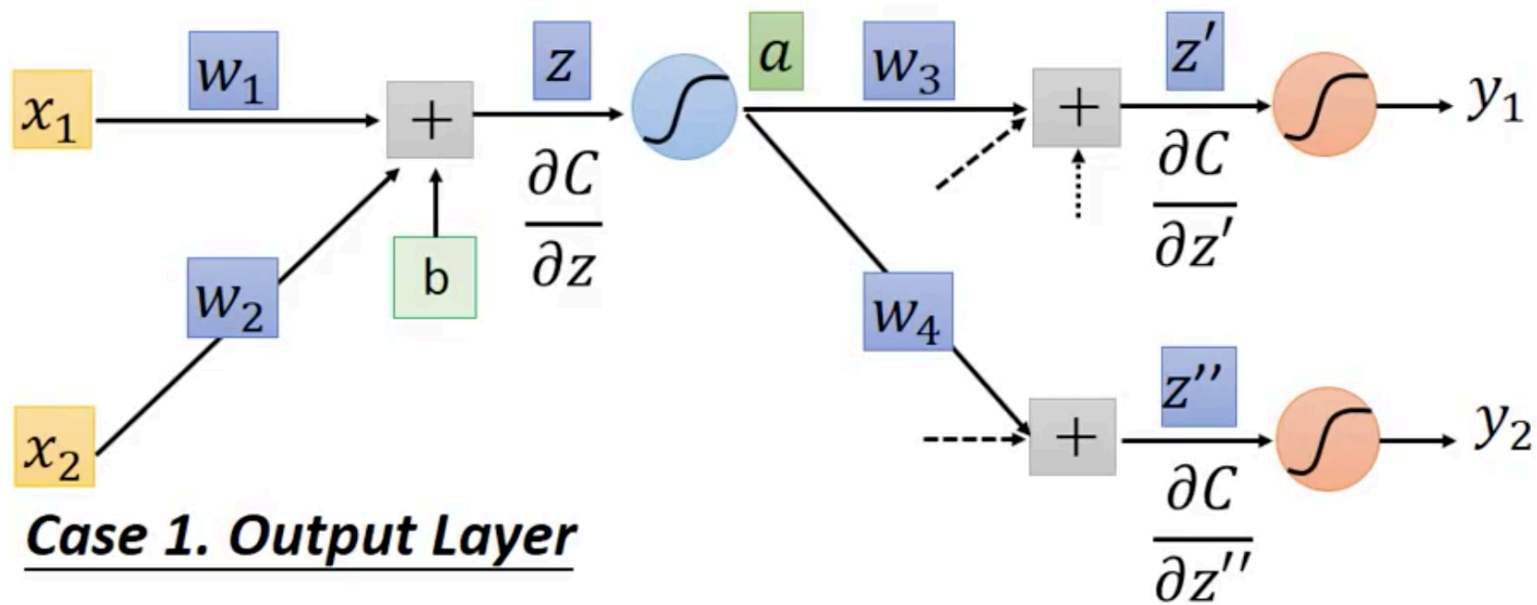 x₁ w₁ + z a w₃ + z′ y₁
∂C/∂z ∂C/∂z′
w₂ b w₄
x₂ + z′′ y₂
∂C/∂z′′
Case 1. Output Layer